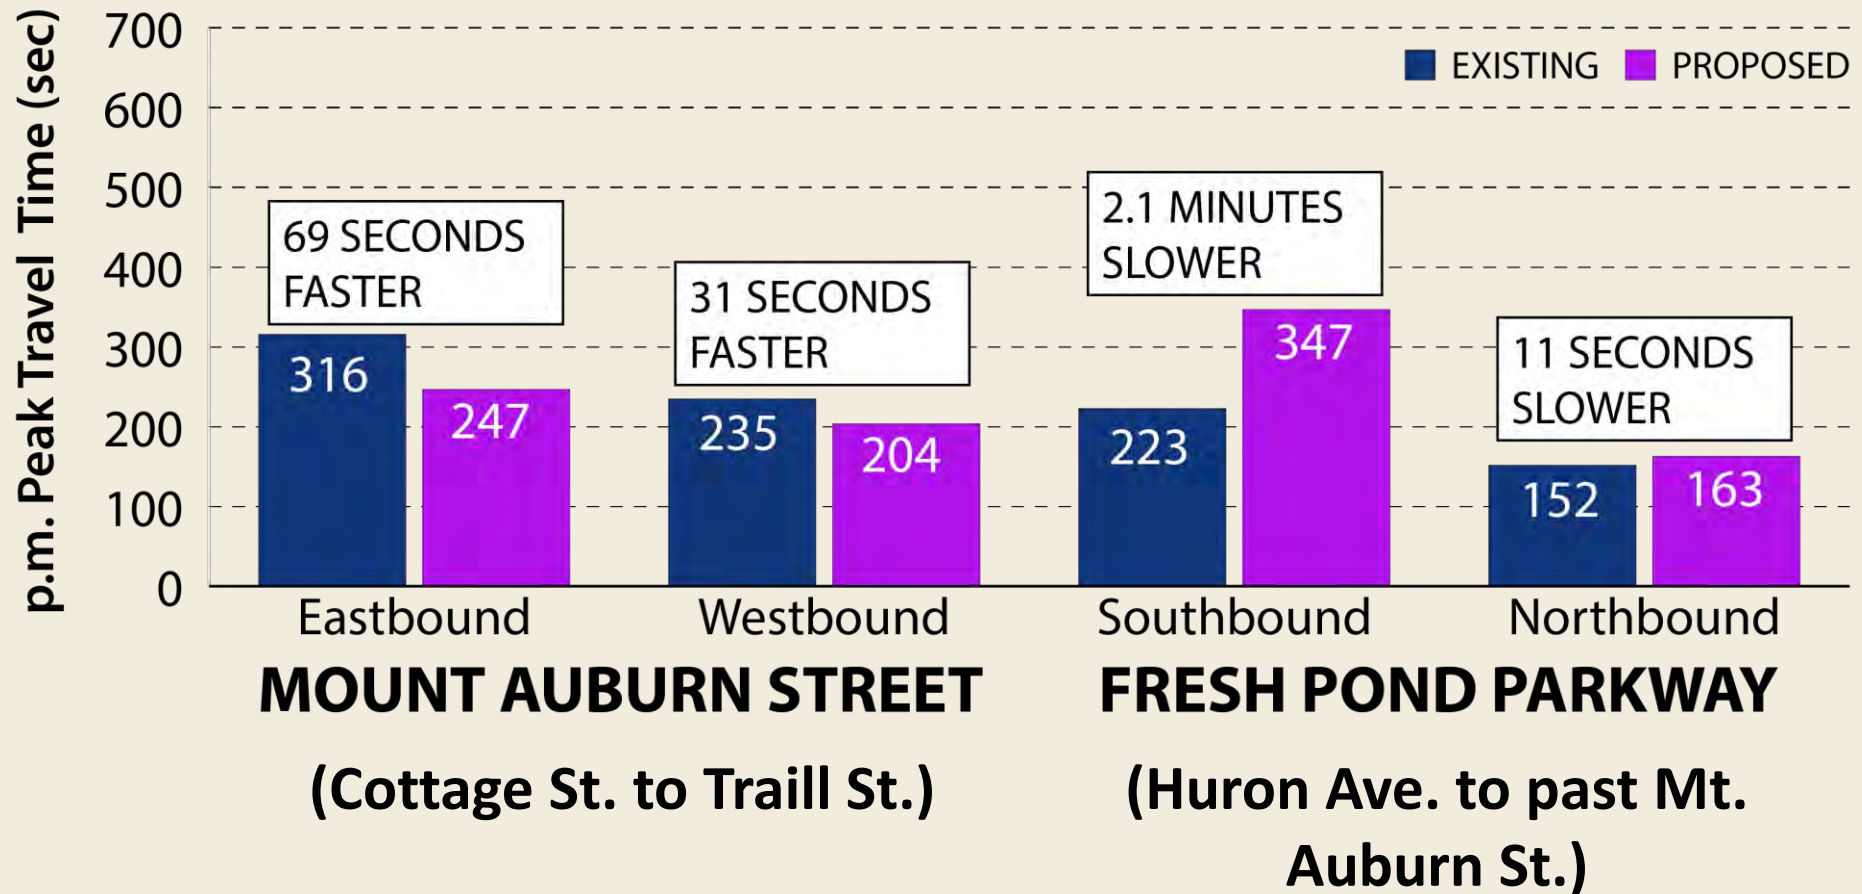 p.m. Peak Travel Time (sec)
700
600
500
400
300
200
100
0
EXISTING PROPOSED
69 SECONDS
FASTER
31 SECONDS
FASTER
2.1 MINUTES
SLOWER
11 SECONDS
SLOWER
316
247
235
204
223
347
152
163
Eastbound Westbound Southbound Northbound
MOUNT AUBURN STREET
(Cottage St. to Traill St.)
FRESH POND PARKWAY
(Huron Ave. to past Mt.
Auburn St.)